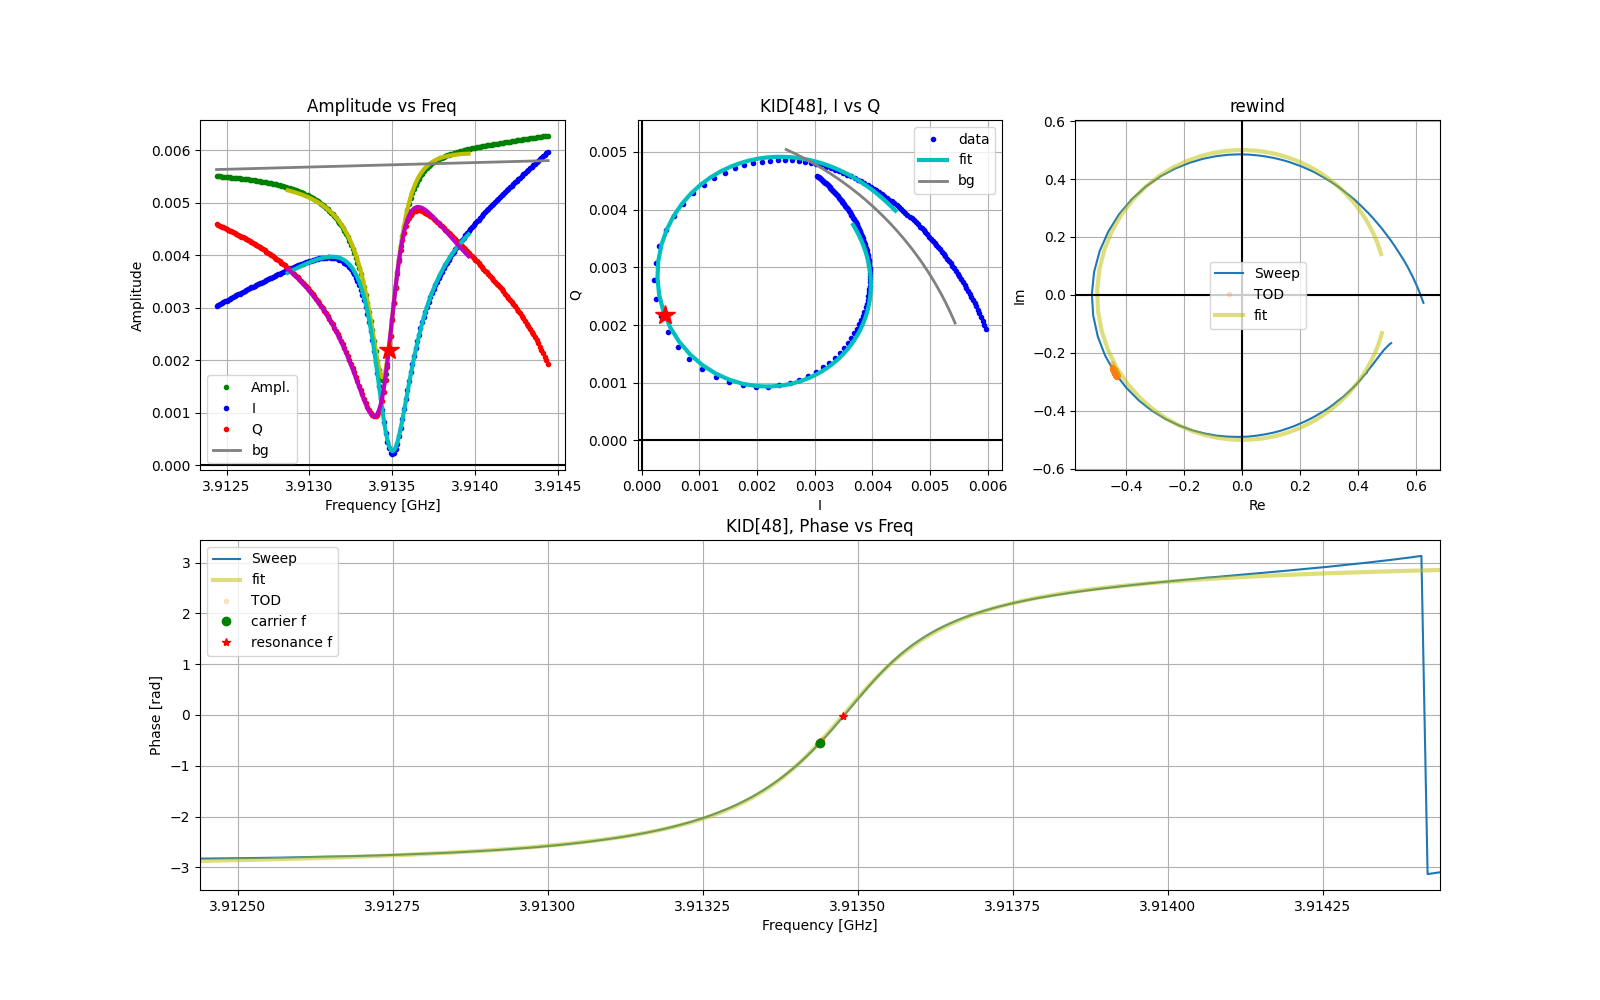 Amplitude vs Freq
Amplitude
0.006
0.005
0.004
0.003
0.002
0.001
0.000
Ampl.
I
Q
bg
3.9125 3.9130 3.9135 3.9140 3.9145
Frequency [GHz]
KID[48], I vs Q
Q
0.005
0.004
0.003
0.002
0.001
0.000
data
fit
bg
0.000 0.001 0.002 0.003 0.004 0.005 0.006
I
rewind
Im
0.6
0.4
0.2
0.0
−0.2
−0.4
−0.6
Sweep
TOD
fit
−0.4 −0.2 0.0 0.2 0.4 0.6
Re
KID[48], Phase vs Freq
Phase [rad]
3
2
1
0
−1
−2
−3
Sweep
fit
TOD
carrier f
resonance f
3.91250 3.91275 3.91300 3.91325 3.91350 3.91375 3.91400 3.91425
Frequency [GHz]